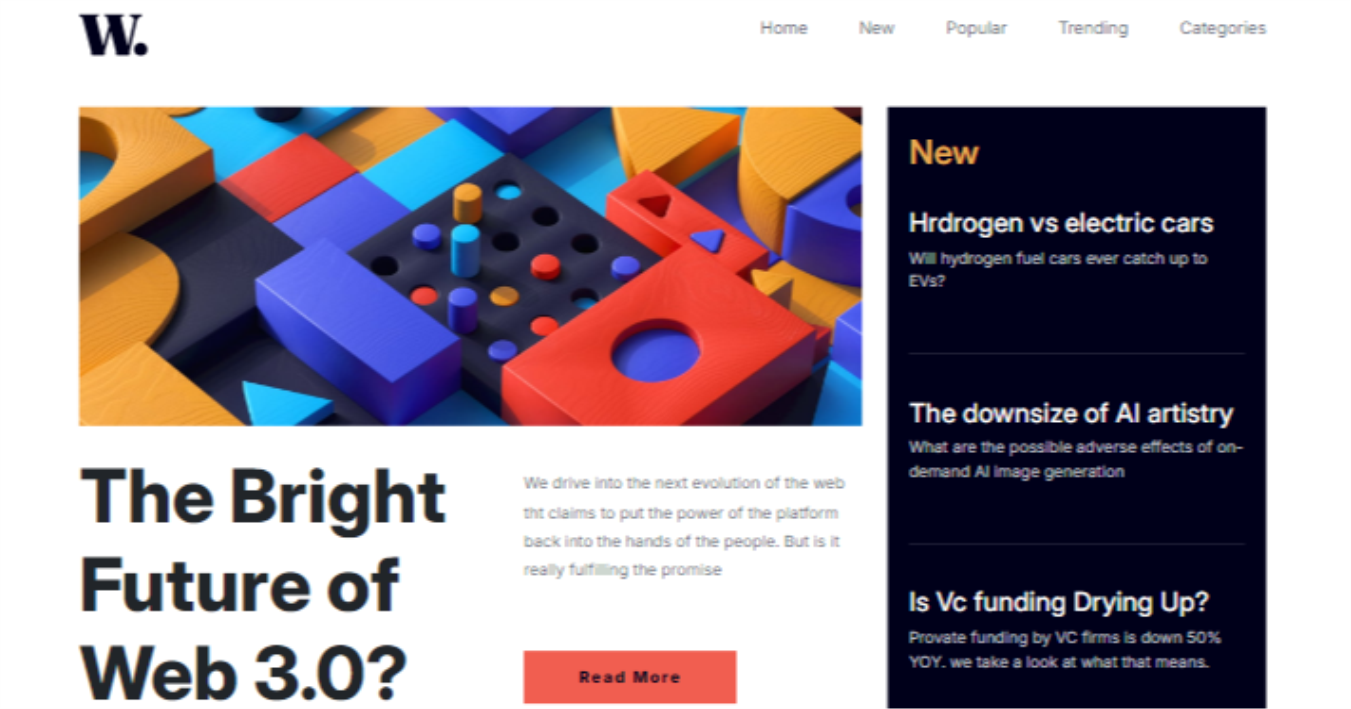 W.
Home New Popular Trending Categories
New
Hrdrogen vs electric cars
Will hydrogen fuel cars ever catch up to
EVs?
The downsize of AI artistry
What are the possible adverse effects of on-
demand AI image generation
Is Vc funding Drying Up?
Provate funding by VC firms is down 50%
YOY. we take a look at what that means.
The Bright
Future of
Web 3.0?
We drive into the next evolution of the web
tht claims to put the power of the platform
back into the hands of the people. But is it
really fulfilling the promise
Read More